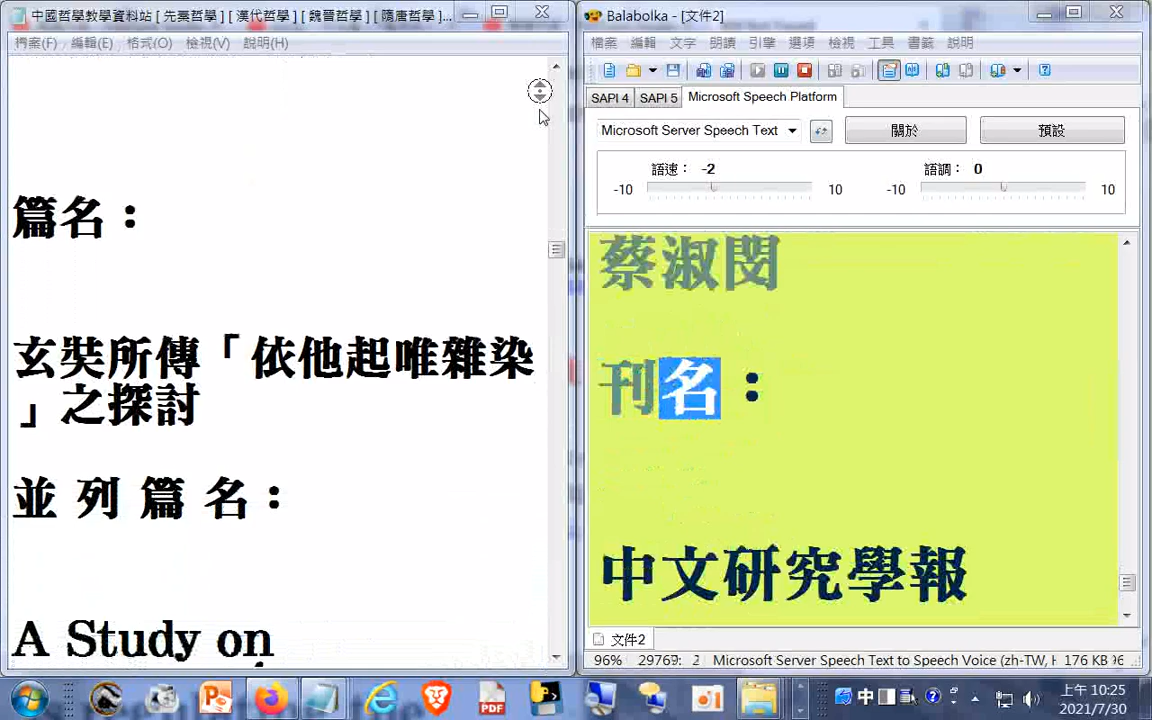 中國哲學教學資料站 [ 先秦哲學 ] [ 漢代哲學 ] [ 魏晉哲學 ] [ 隋唐哲學 ]...
檔案(F) 編輯(E) 格式(O) 檢視(V) 說明(H)
篇名：
玄奘所傳「依他起唯雜染
」之探討
並 列 篇 名：
A Study on
Balabolka - [文件2]
檔案 編輯 文字 朗讀 引擎 選項 檢視 工具 書籤 說明
SAPI 4 SAPI 5 Microsoft Speech Platform
Microsoft Server Speech Text 關於 預設
語速： -2 語調： 0
-10 10 -10 10
蔡淑閔
刊名：
中文研究學報
文件2
96% 29769: 2 Microsoft Server Speech Text to Speech Voice (zh-TW, H 176 KB
中 上午 10:25
2021/7/30